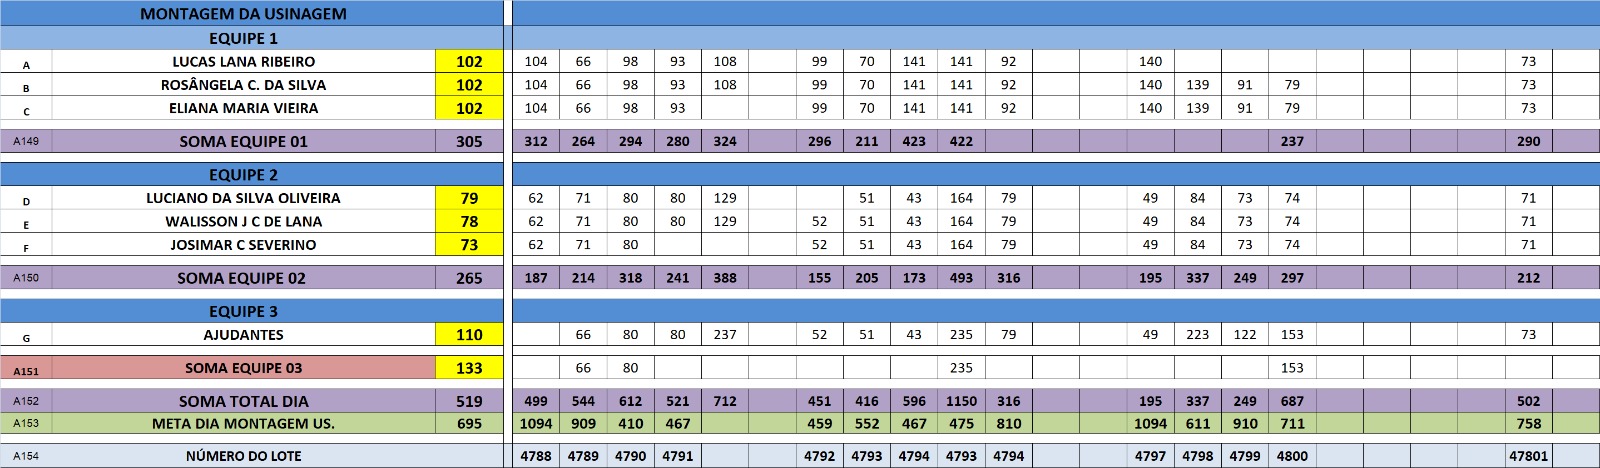 MONTAGEM DA USINAGEM
EQUIPE 1
A LUCAS LANA RIBEIRO 102 104 66 98 93 108 99 70 141 141 92 140 73
B ROSÂNGELA C. DA SILVA 102 104 66 98 93 108 99 70 141 141 92 140 139 91 79 73
C ELIANA MARIA VIEIRA 102 104 66 98 93 99 70 141 141 92 140 139 91 79 73
A149 SOMA EQUIPE 01 305 312 264 294 280 324 296 211 423 422 237 290
EQUIPE 2
D LUCIANO DA SILVA OLIVEIRA 79 62 71 80 80 129 51 43 164 79 49 84 73 74 71
E WALISSON J C DE LANA 78 62 71 80 80 129 52 51 43 164 79 49 84 73 74 71
F JOSIMAR C SEVERINO 73 62 71 80 52 51 43 164 79 49 84 73 74 71
A150 SOMA EQUIPE 02 265 187 214 318 241 388 155 205 173 493 316 195 337 249 297 212
EQUIPE 3
G AJUDANTES 110 66 80 80 237 52 51 43 235 79 49 223 122 153 73
A151 SOMA EQUIPE 03 133 66 80 235 153
A152 SOMA TOTAL DIA 519 499 544 612 521 712 451 416 596 1150 316 195 337 249 687 502
A153 META DIA MONTAGEM US. 695 1094 909 410 467 459 552 467 475 810 1094 611 910 711 758
A154 NÚMERO DO LOTE 4788 4789 4790 4791 4792 4793 4794 4793 4794 4797 4798 4799 4800 47801